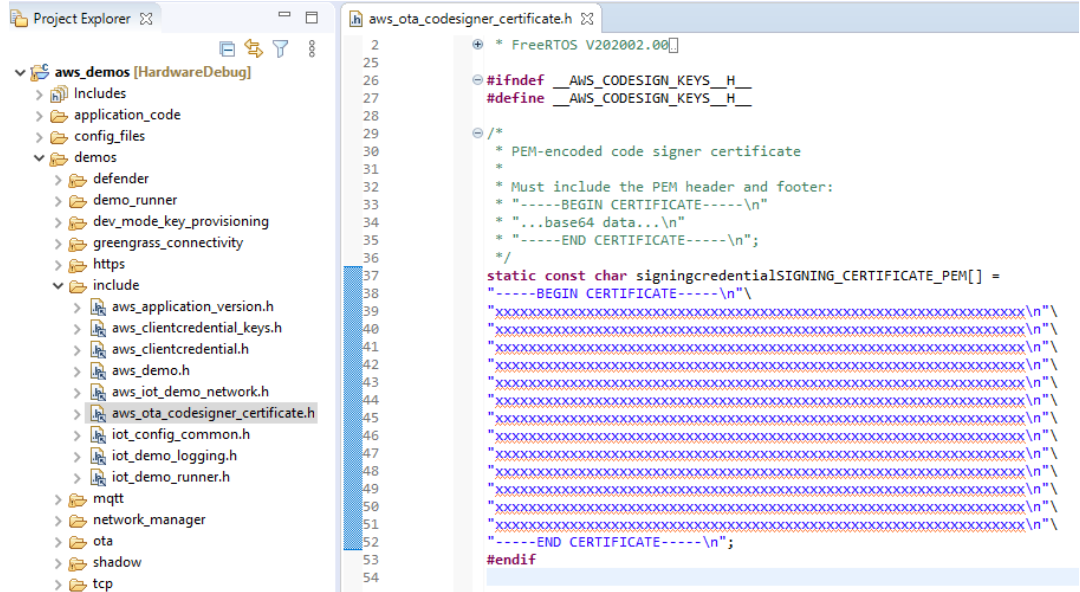 Project Explorer
aws_demos [HardwareDebug]
Includes
application_code
config_files
demos
defender
demo_runner
dev_mode_key_provisioning
greengrass_connectivity
https
include
aws_application_version.h
aws_clientcredential_keys.h
aws_clientcredential.h
aws_demo.h
aws_iot_demo_network.h
aws_ota_codesigner_certificate.h
iot_config_common.h
iot_demo_logging.h
iot_demo_runner.h
mqtt
network_manager
ota
shadow
tcp
aws_ota_codesigner_certificate.h
2 * FreeRTOS V202002.00
25
26 #ifndef __AWS_CODESIGN_KEYS__H__
27 #define __AWS_CODESIGN_KEYS__H__
28
29 /*
30 * PEM-encoded code signer certificate
31 *
32 * Must include the PEM header and footer:
33 * "-----BEGIN CERTIFICATE-----\n"
34 * "...base64 data...\n"
35 * "-----END CERTIFICATE-----\n";
36 */
37 static const char signingcredentialSIGNING_CERTIFICATE_PEM[] =
38 "-----BEGIN CERTIFICATE-----\n"\
39 "xxxxxxxxxxxxxxxxxxxxxxxxxxxxxxxxxxxxxxxxxxxxxxxxxxxxxxxxxxxxxxxx\n"\
40 "xxxxxxxxxxxxxxxxxxxxxxxxxxxxxxxxxxxxxxxxxxxxxxxxxxxxxxxxxxxxxxxx\n"\
41 "xxxxxxxxxxxxxxxxxxxxxxxxxxxxxxxxxxxxxxxxxxxxxxxxxxxxxxxxxxxxxxxx\n"\
42 "xxxxxxxxxxxxxxxxxxxxxxxxxxxxxxxxxxxxxxxxxxxxxxxxxxxxxxxxxxxxxxxx\n"\
43 "xxxxxxxxxxxxxxxxxxxxxxxxxxxxxxxxxxxxxxxxxxxxxxxxxxxxxxxxxxxxxxxx\n"\
44 "xxxxxxxxxxxxxxxxxxxxxxxxxxxxxxxxxxxxxxxxxxxxxxxxxxxxxxxxxxxxxxxx\n"\
45 "xxxxxxxxxxxxxxxxxxxxxxxxxxxxxxxxxxxxxxxxxxxxxxxxxxxxxxxxxxxxxxxx\n"\
46 "xxxxxxxxxxxxxxxxxxxxxxxxxxxxxxxxxxxxxxxxxxxxxxxxxxxxxxxxxxxxxxxx\n"\
47 "xxxxxxxxxxxxxxxxxxxxxxxxxxxxxxxxxxxxxxxxxxxxxxxxxxxxxxxxxxxxxxxx\n"\
48 "xxxxxxxxxxxxxxxxxxxxxxxxxxxxxxxxxxxxxxxxxxxxxxxxxxxxxxxxxxxxxxxx\n"\
49 "xxxxxxxxxxxxxxxxxxxxxxxxxxxxxxxxxxxxxxxxxxxxxxxxxxxxxxxxxxxxxxxx\n"\
50 "xxxxxxxxxxxxxxxxxxxxxxxxxxxxxxxxxxxxxxxxxxxxxxxxxxxxxxxxxxxxxxxx\n"\
51 "xxxxxxxxxxxxxxxxxxxxxxxxxxxxxxxxxxxxxxxxxxxxxxxxxxxxxxxxxxxxxxxx\n"\
52 "-----END CERTIFICATE-----\n";
53 #endif
54